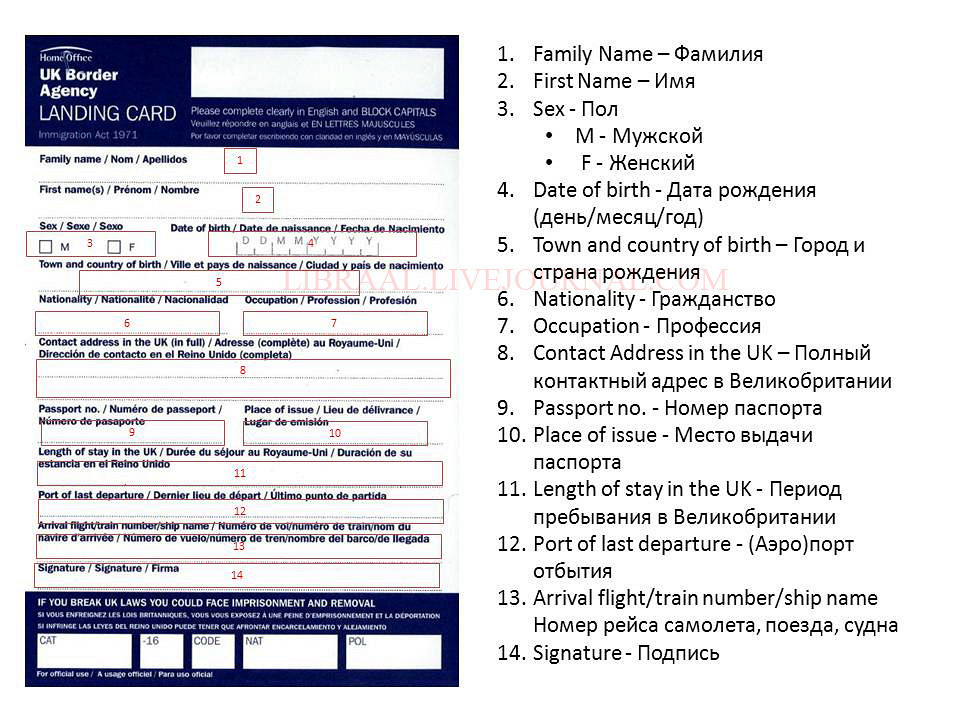 Home Office
UK Border
Agency
LANDING CARD
Immigration Act 1971
Please complete clearly in English and BLOCK CAPITALS
Veuillez répondre en anglais et EN LETTRES MAJUSCULES
Por favor completar escribiendo con claridad en inglés y en MAYÚSCULAS
Family name / Nom / Apellidos
1
First name(s) / Prénom / Nombre
2
Sex / Sexe / Sexo
Date of birth / Date de naissance / Fecha de Nacimiento
M 3 F
D D M M Y Y Y Y
4
Town and country of birth / Ville et pays de naissance / Ciudad y país de nacimiento
5
Nationality / Nationalité / Nacionalidad
Occupation / Profession / Profesión
6
7
Contact address in the UK (in full) / Adresse (complète) au Royaume-Uni /
Dirección de contacto en el Reino Unido (completa)
8
Passport no. / Numéro de passeport /
Número de pasaporte
Place of issue / Lieu de délivrance /
Lugar de emisión
9
10
Length of stay in the UK / Durée du séjour au Royaume-Uni / Duración de su
estancia en el Reino Unido
11
Port of last departure / Dernier lieu de départ / Último punto de partida
12
Arrival flight/train number/ship name / Numéro de vol/numéro de train/nom du
navire d'arrivée / Número de vuelo/número de tren/nombre del barco/de llegada
13
Signature / Signature / Firma
14
IF YOU BREAK UK LAWS YOU COULD FACE IMPRISONMENT AND REMOVAL
SI VOUS ENFREIGNEZ LES LOIS BRITANNIQUES, VOUS VOUS EXPOSEZ À UNE PEINE D'EMPRISONNEMENT ET LA DÉPORTATION
SI INFRINGE LAS LEYES DEL REINO UNIDO PUEDE TENER QUE AFRONTAR ENCARCELAMIENTO Y ALEJAMIENTO
CAT
-16
CODE
NAT
POL
For official use / A usage officiel / Para uso oficial
1. Family Name – Фамилия
2. First Name – Имя
3. Sex - Пол
• M - Мужской
• F - Женский
4. Date of birth - Дата рождения
(день/месяц/год)
5. Town and country of birth – Город и
страна рождения
6. Nationality - Гражданство
7. Occupation - Профессия
8. Contact Address in the UK – Полный
контактный адрес в Великобритании
9. Passport no. - Номер паспорта
10. Place of issue - Место выдачи
паспорта
11. Length of stay in the UK - Период
пребывания в Великобритании
12. Port of last departure - (Аэро)порт
отбытия
13. Arrival flight/train number/ship name
Номер рейса самолета, поезда, судна
14. Signature - Подпись
LIBRAAL.LIVEJOURNAL.COM